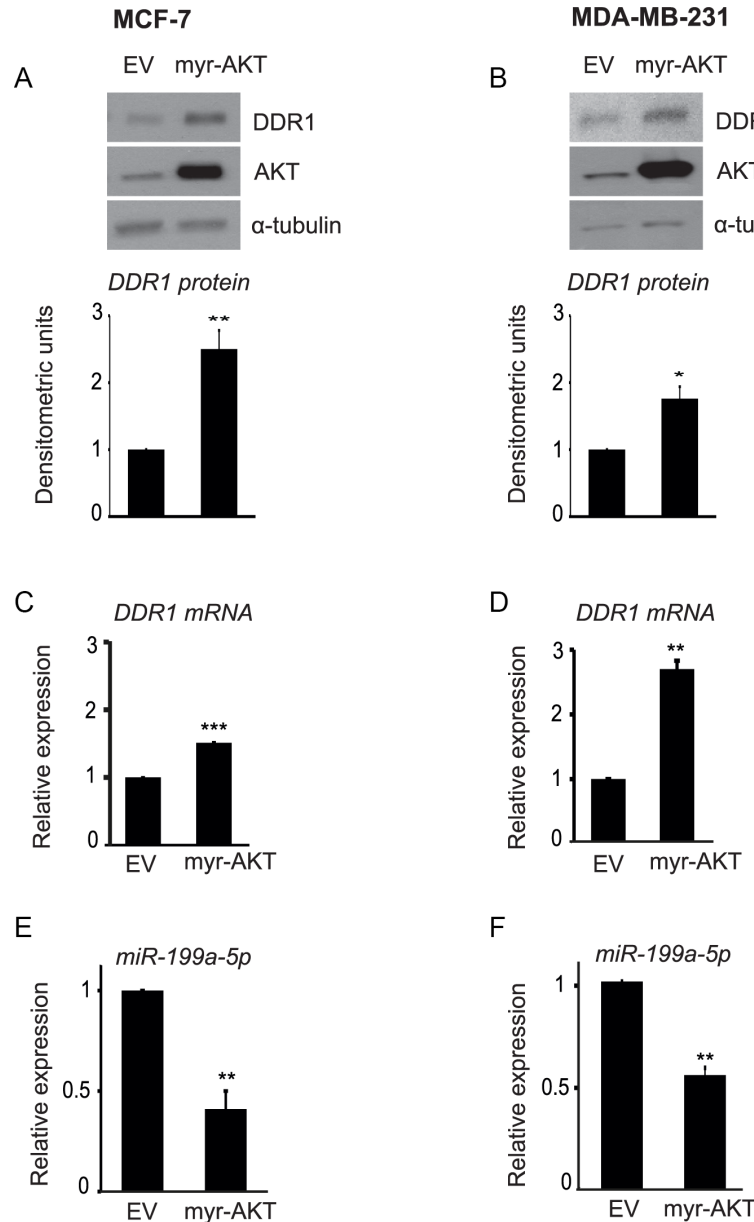 MCF-7
MDA-MB-231
A
EV myr-AKT
DDR1
AKT
α-tubulin
DDR1 protein
Densitometric units
3
**
2
1
0
B
EV myr-AKT
DDR
AKT
α-tu
DDR1 protein
Densitometric units
3
*
2
1
0
C
DDR1 mRNA
Relative expression
3
2
***
1
0
EV myr-AKT
D
DDR1 mRNA
Relative expression
3
**
2
1
0
EV myr-AKT
E
miR-199a-5p
Relative expression
1
**
0.5
0
EV myr-AKT
F
miR-199a-5p
Relative expression
1
**
0.5
0
EV myr-AKT